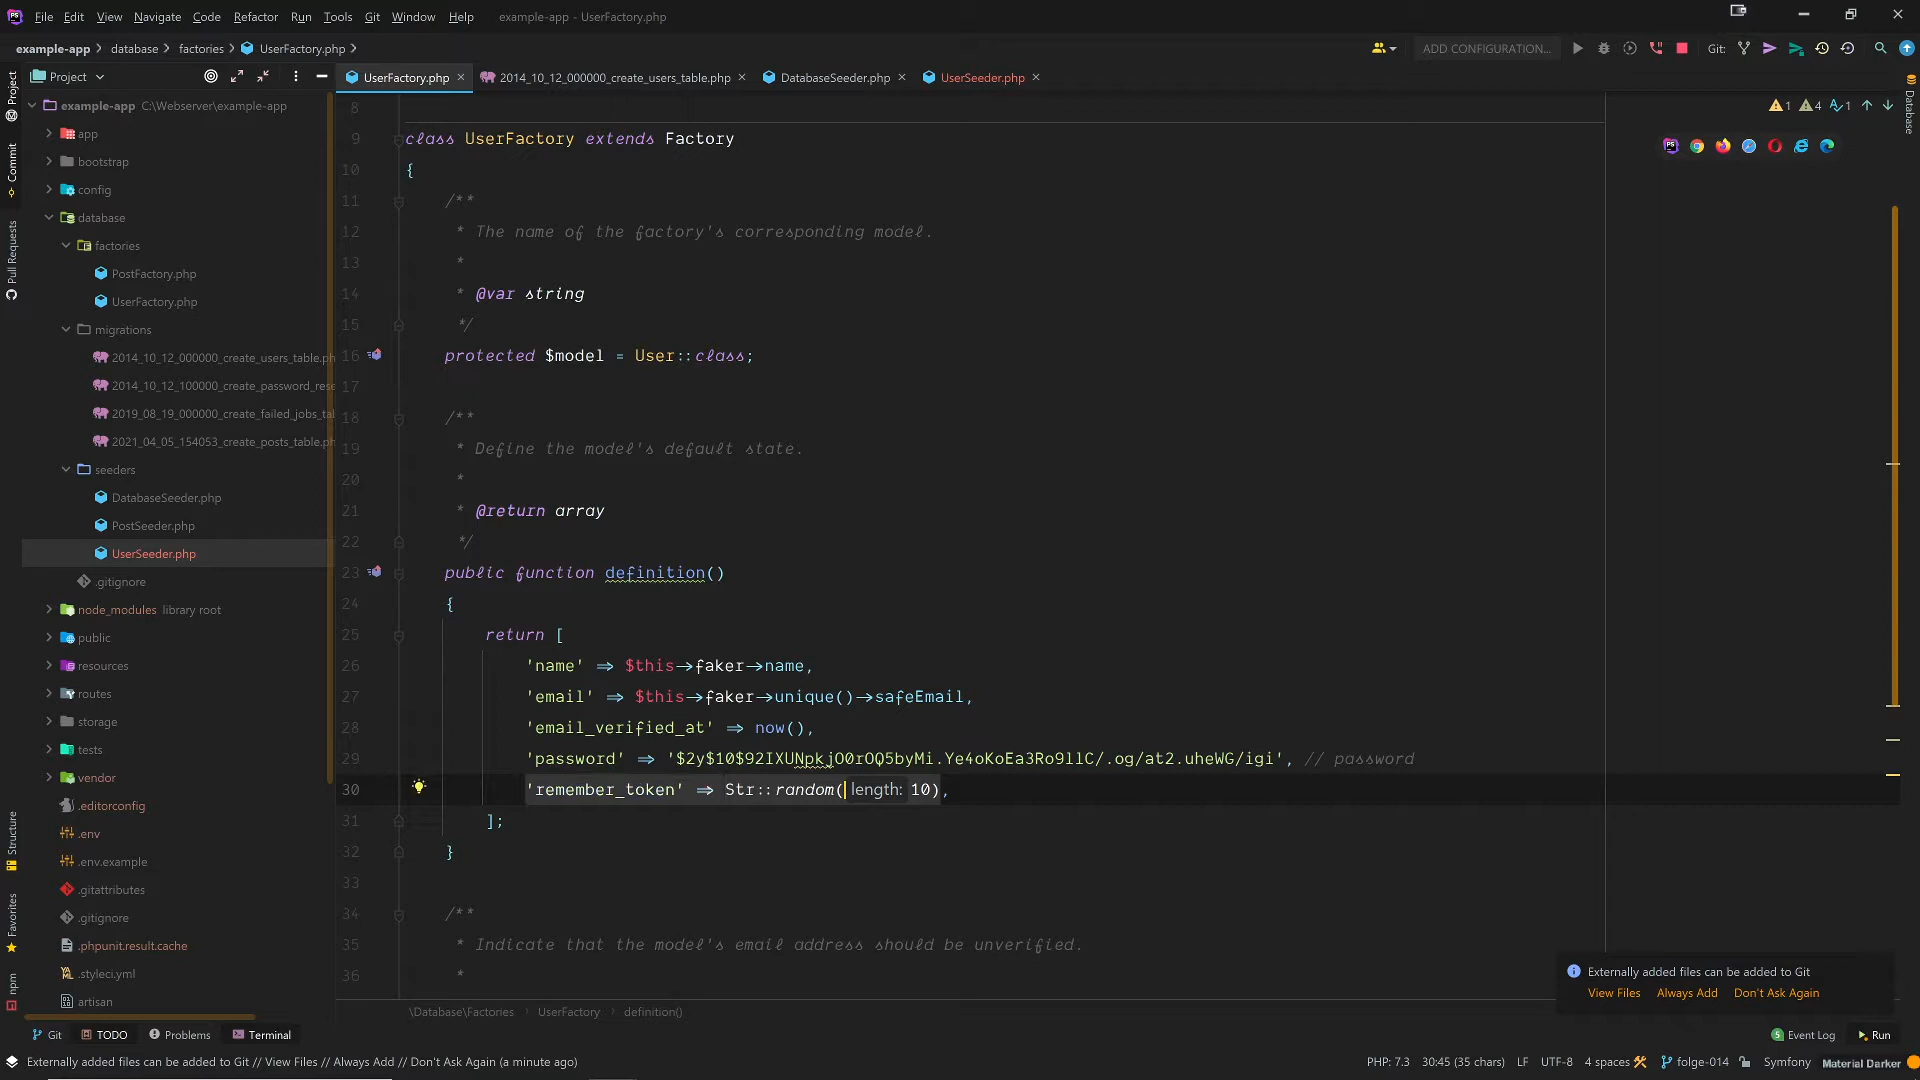 PS File Edit View Navigate Code Refactor Run Tools Git Window Help example-app - UserFactory.php
example-app database factories UserFactory.php ADD CONFIGURATION... Git:
Project
UserFactory.php 2014_10_12_000000_create_users_table.php DatabaseSeeder.php UserSeeder.php
example-app C:\Webserver\example-app
app
bootstrap
config
database
factories
PostFactory.php
UserFactory.php
migrations
2014_10_12_000000_create_users_table.ph
2014_10_12_100000_create_password_rese
2019_08_19_000000_create_failed_jobs_tal
2021_04_05_154053_create_posts_table.ph
seeders
DatabaseSeeder.php
PostSeeder.php
UserSeeder.php
.gitignore
node_modules library root
public
resources
routes
storage
tests
vendor
.editorconfig
.env
.env.example
.gitattributes
.gitignore
.phpunit.result.cache
.styleci.yml
artisan
Project
Commit
Pull Requests
Structure
Favorites
npm
8
9 class UserFactory extends Factory
10 {
11 /**
12 * The name of the factory's corresponding model.
13 *
14 * @var string
15 */
16 protected $model = User::class;
17
18 /**
19 * Define the model's default state.
20 *
21 * @return array
22 */
23 public function definition()
24 {
25 return [
26 'name' => $this->faker->name,
27 'email' => $this->faker->unique()->safeEmail,
28 'email_verified_at' => now(),
29 'password' => '$2y$10$92IXUNpkjO0rOQ5byMi.Ye4oKoEa3Ro9llC/.og/at2.uheWG/igi', // password
30 'remember_token' => Str::random( length: 10),
31 ];
32 }
33
34 /**
35 * Indicate that the model's email address should be unverified.
36 *
1 4 1
Database
Externally added files can be added to Git
View Files Always Add Don't Ask Again
\Database\Factories UserFactory definition()
Git TODO Problems Terminal Event Log Run
Externally added files can be added to Git // View Files // Always Add // Don't Ask Again (a minute ago) PHP: 7.3 30:45 (35 chars) LF UTF-8 4 spaces folge-014 Symfony Material Darker